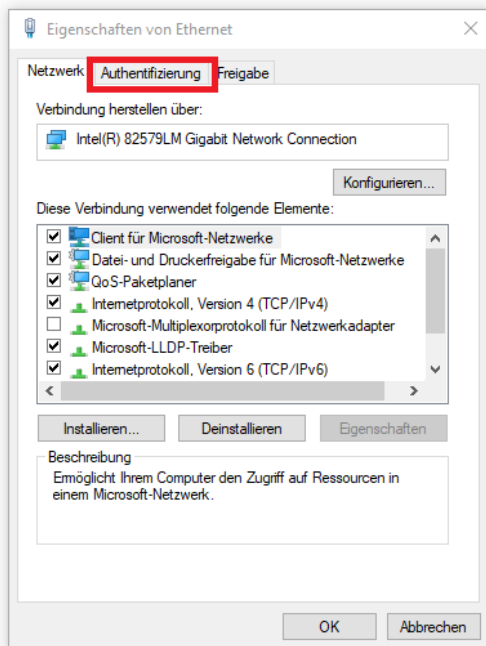 Eigenschaften von Ethernet
Netzwerk Authentifizierung Freigabe
Verbindung herstellen über:
Intel(R) 82579LM Gigabit Network Connection
Konfigurieren...
Diese Verbindung verwendet folgende Elemente:
Client für Microsoft-Netzwerke
Datei- und Druckerfreigabe für Microsoft-Netzwerke
QoS-Paketplaner
Internetprotokoll, Version 4 (TCP/IPv4)
Microsoft-Multiplexorprotokoll für Netzwerkadapter
Microsoft-LLDP-Treiber
Internetprotokoll, Version 6 (TCP/IPv6)
Installieren... Deinstallieren Eigenschaften
Beschreibung
Ermöglicht Ihrem Computer den Zugriff auf Ressourcen in
einem Microsoft-Netzwerk.
OK Abbrechen